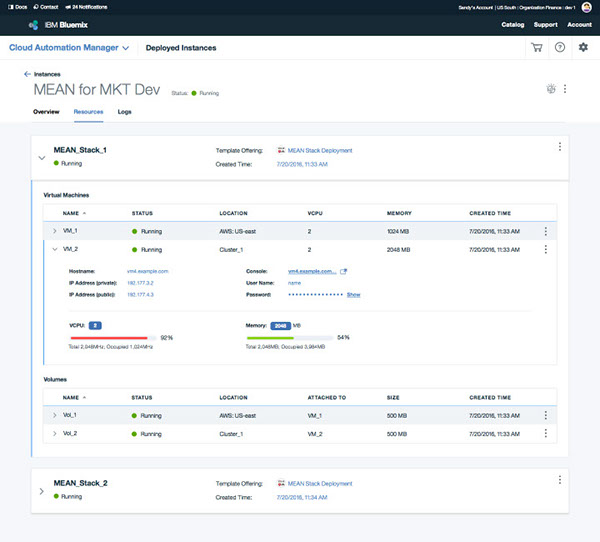 Docs Contact 24 Notifications Sandy's Account | US South : Organization Finance : dev 1
IBM Bluemix Catalog Support Account
Cloud Automation Manager Deployed Instances
Instances
MEAN for MKT Dev Status: Running
Overview Resources Logs
MEAN_Stack_1 Template Offering: MEAN Stack Deployment
Running Created Time: 7/20/2016, 11:33 AM
Virtual Machines
NAME STATUS LOCATION VCPU MEMORY CREATED TIME
VM_1 Running AWS: US-east 2 1024 MB 7/20/2016, 11:33 AM
VM_2 Running Cluster_1 2 2048 MB 7/20/2016, 11:33 AM
Hostname: vm4.example.com Console: vm4.example.com...
IP Address (private): 192.177.3.2 User Name: name
IP Address (public): 192.177.4.3 Password: •••••••••••••• Show
VCPU: 2 Memory: 2048 MB
92% 54%
Total 2,048MHz, Occupied 1,024MHz Total 2,048MB, Occupied 3,984MB
Volumes
NAME STATUS LOCATION ATTACHED TO SIZE CREATED TIME
Vol_1 Running AWS: US-east VM_1 500 MB 7/20/2016, 11:33 AM
Vol_2 Running Cluster_1 VM_2 500 MB 7/20/2016, 11:33 AM
MEAN_Stack_2 Template Offering: MEAN Stack Deployment
Running Created Time: 7/20/2016, 11:34 AM